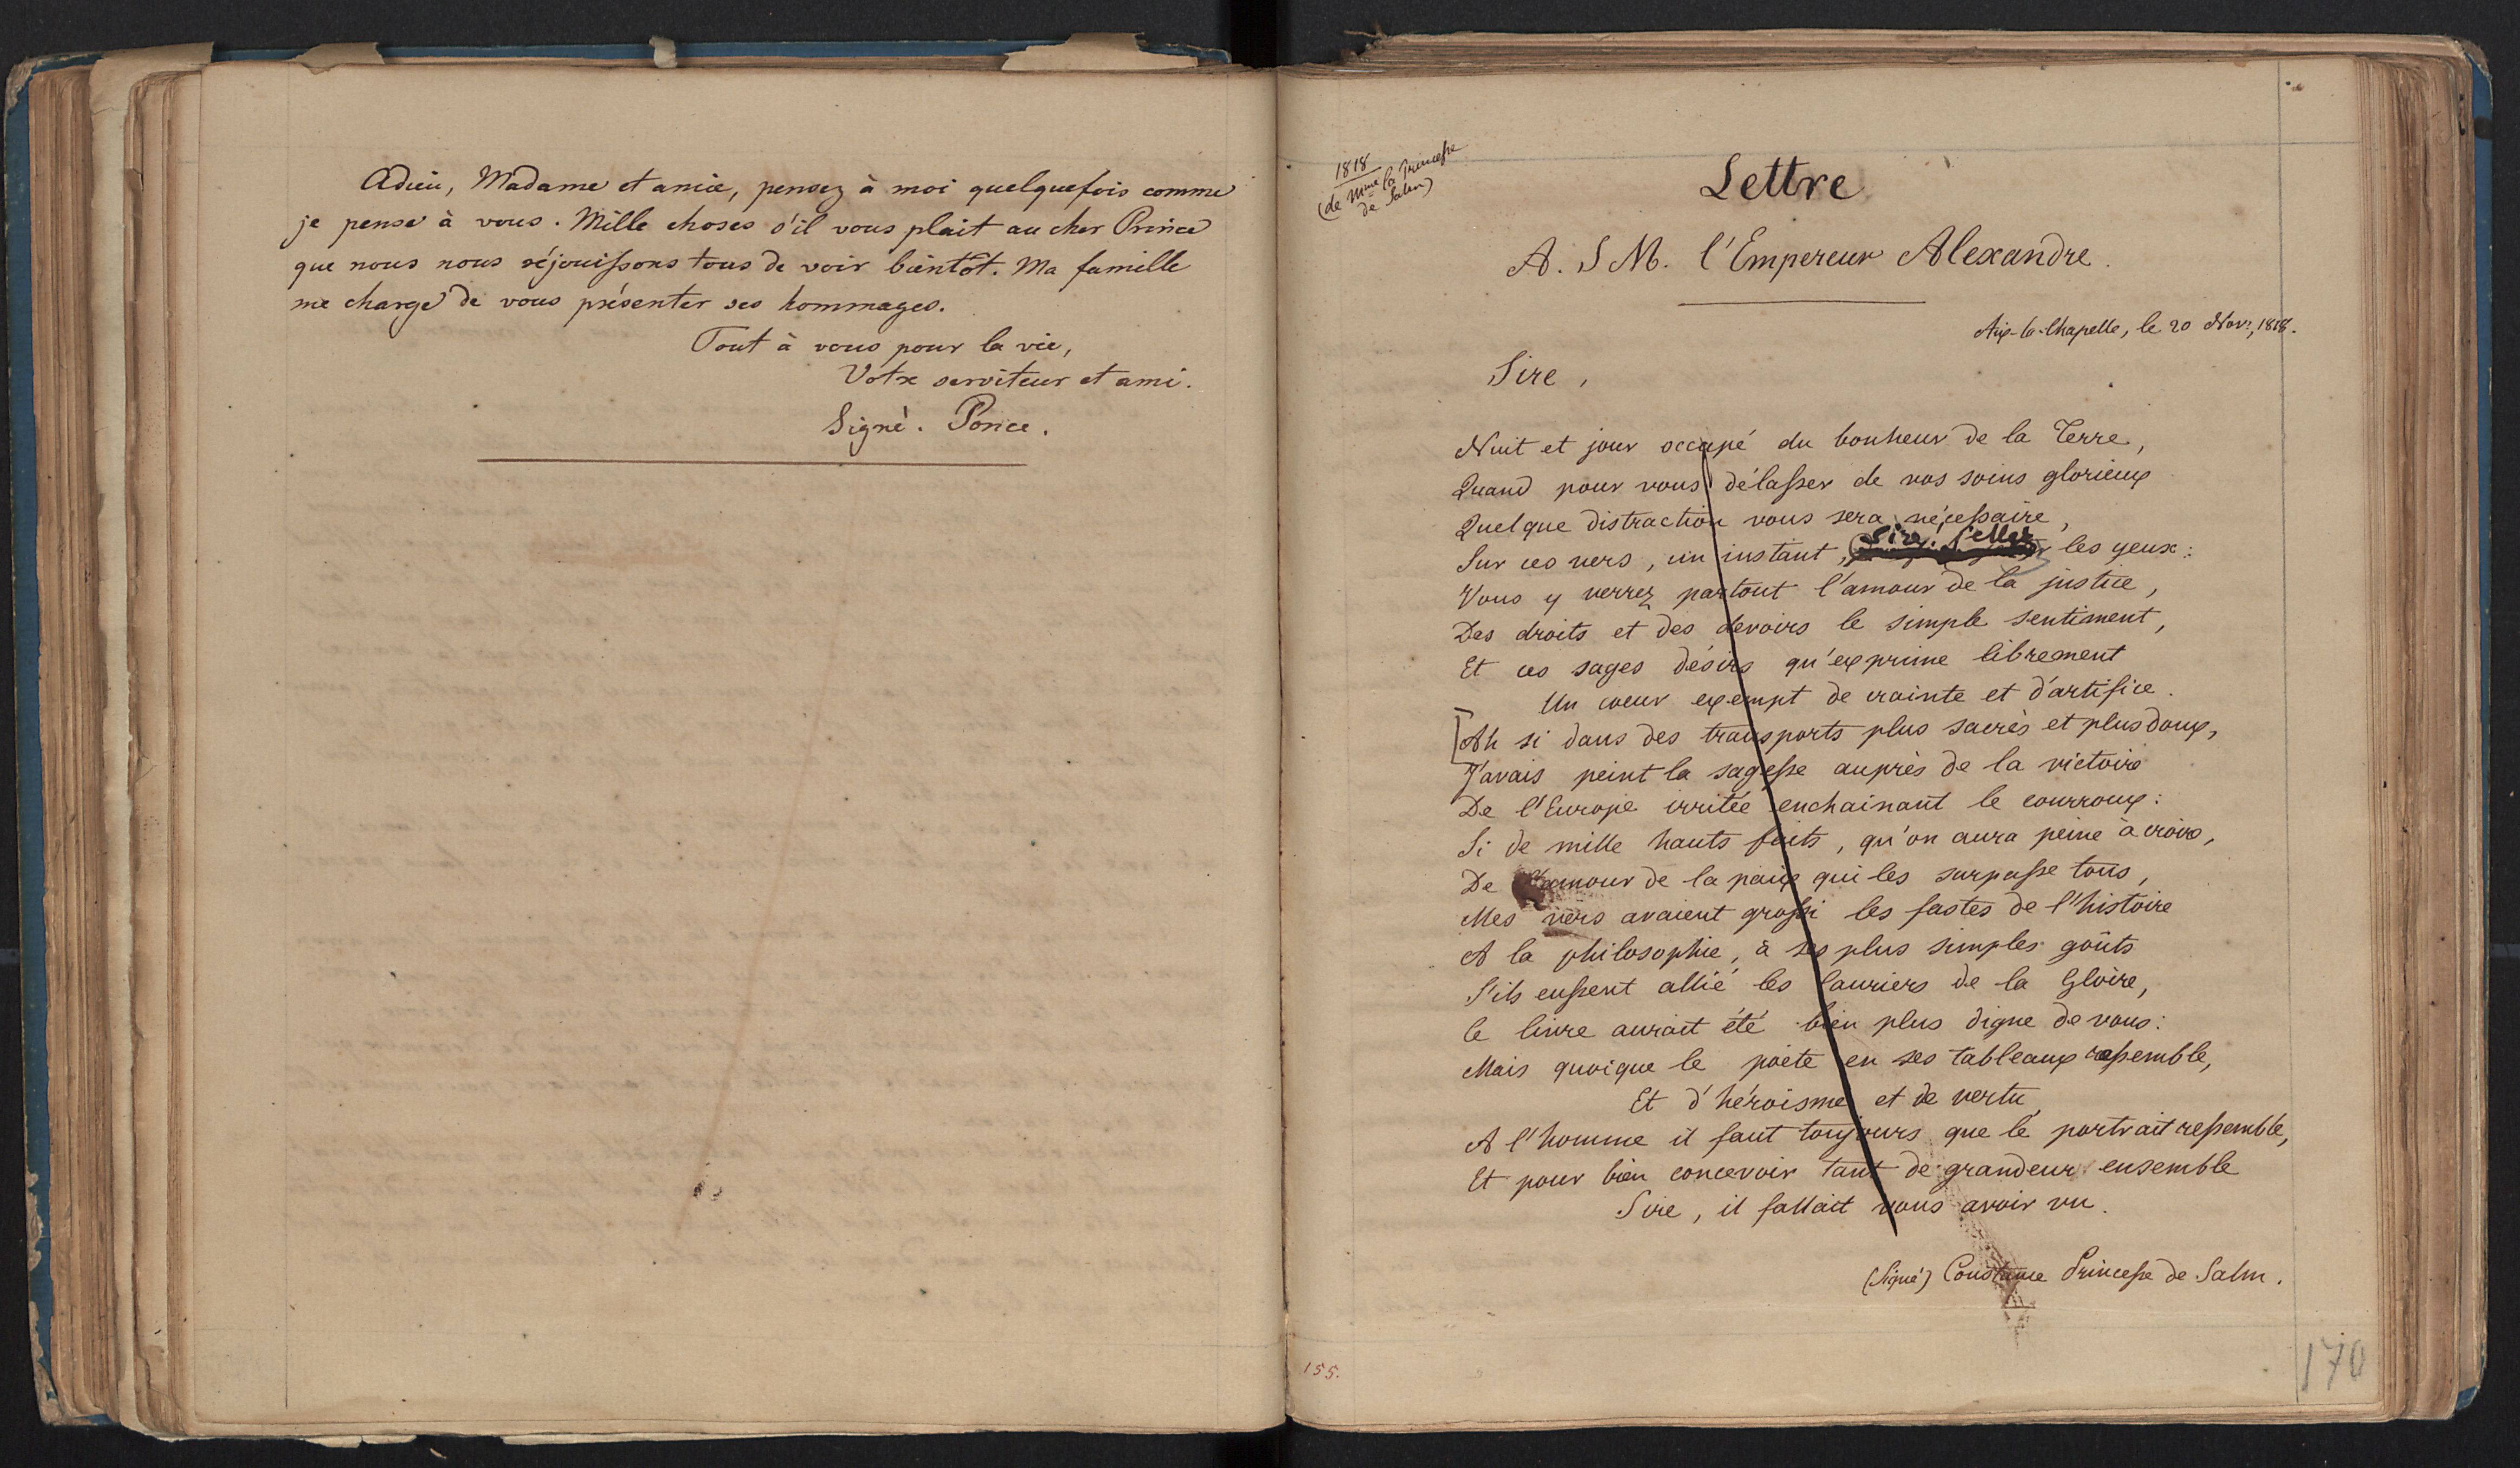 Adieu, Madame et amie, pensez à moi quelquefois comme
je pense à vous. Mille choses s'il vous plait au cher Prince
que nous nous réjouissons tous de voir bientôt. Ma famille
me charge de vous présenter ses hommages.
Tout à vous pour la vie,
Votre serviteur et ami.
Signé. Ponce.
1818
(de Mme la Princesse
de Salm)
Lettre
A. S M. l'Empereur Alexandre.
Aix-la-Chapelle, le 20 Nov. 1818.
Sire,
Nuit et jour occupé du bonheur de la Terre,
Quand pour vous délasser de vos soins glorieux
Quelque distraction vous sera nécessaire,
Sur ces vers, un instant, Sire, jettez les yeux:
Vous y verrez partout l'amour de la justice,
Des droits et des devoirs le simple sentiment,
Et ces sages désirs qu'exprime librement
Un coeur exempt de crainte et d'artifice.
Ah si dans des transports plus sacrés et plus doux,
J'avais peint la sagesse auprès de la victoire
De l'Europe irritée enchainant le courroux:
Si de mille hauts faits, qu'on aura peine à croire,
De l'amour de la paix qui les surpasse tous,
Mes vers avaient grossi les fastes de l'histoire
A la philosophie, à ses plus simples goûts
S'ils eussent allié les lauriers de la Gloire,
le livre aurait été bien plus digne de vous:
Mais quoique le poëte en ses tableaux rassemble,
Et d'héroisme et de vertu,
A l'homme il faut toujours que le portrait ressemble,
Et pour bien concevoir tant de grandeur ensemble
Sire, il fallait vous avoir vu.
(Signé) Constance Princesse de Salm.
155.
170